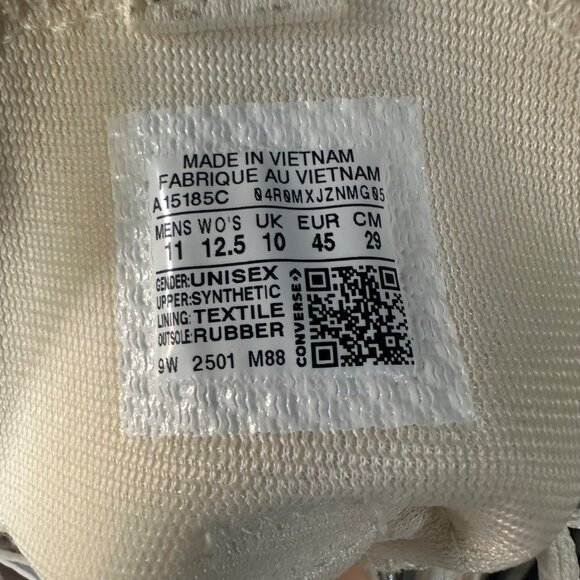 MADE IN VIETNAM
FABRIQUE AU VIETNAM
A15185C 04R0MXJZNMG05
MENS WO'S UK EUR CM
11 12.5 10 45 29
GENDER:UNISEX
UPPER:SYNTHETIC
LINING:TEXTILE
OUTSOLE:RUBBER
CONVERSE
9W 2501 M88